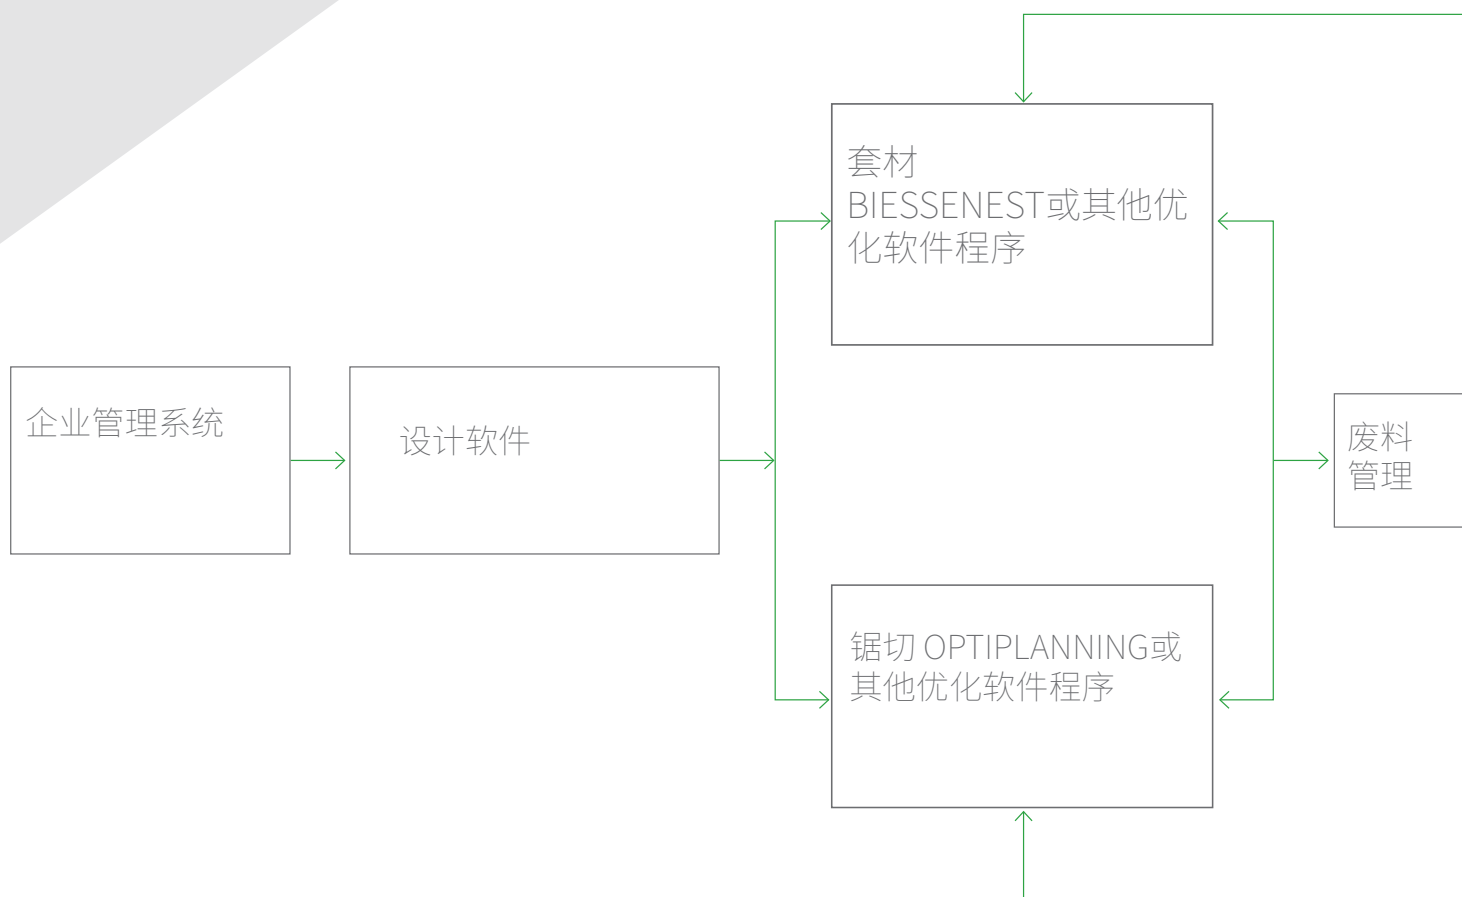 套材
BIESSENEST或其他优
化软件程序
企业管理系统
设计软件
废料
管理
锯切 OPTIPLANNING或
其他优化软件程序